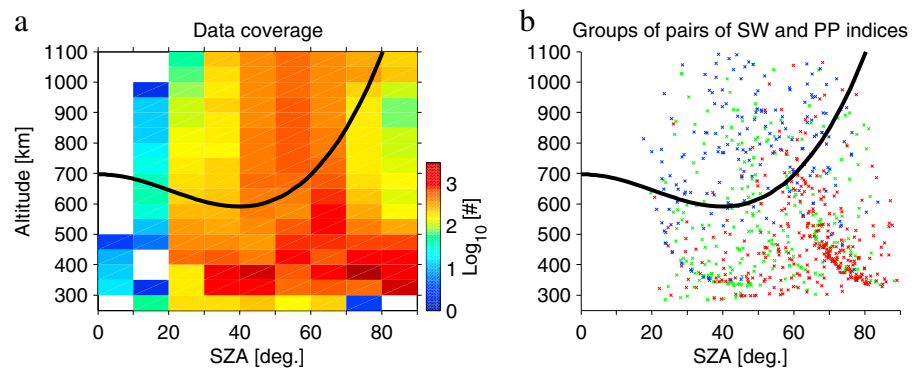 a
Data coverage
1100
1000
900
800
700
600
500
400
300
Altitude [km]
0 20 40 60 80
SZA [deg.]
3
2
1
0
Log10 [#]
b
Groups of pairs of SW and PP indices
1100
1000
900
800
700
600
500
400
300
0 20 40 60 80
SZA [deg.]